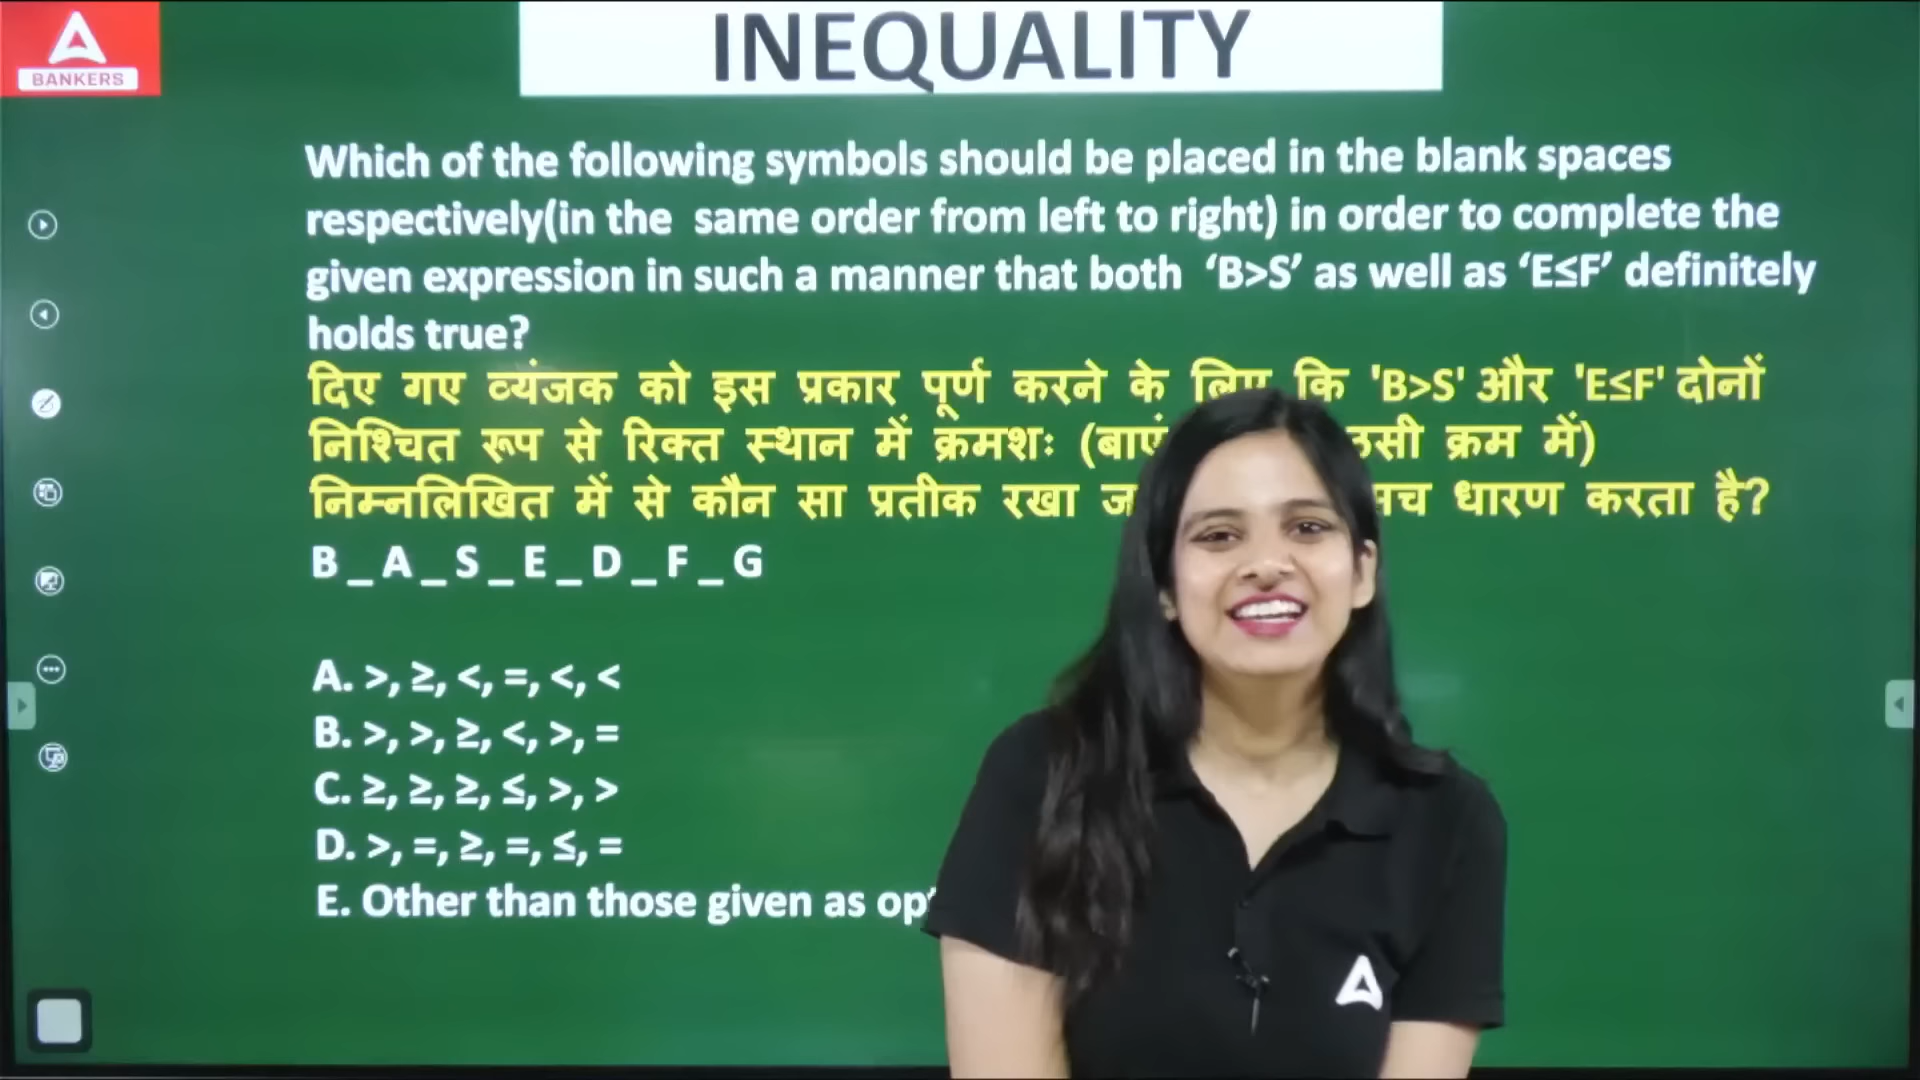 BANKERS
INEQUALITY
Which of the following symbols should be placed in the blank spaces
respectively(in the same order from left to right) in order to complete the
given expression in such a manner that both ‘B>S’ as well as ‘E≤F’ definitely
holds true?
दिए गए व्यंजक को इस प्रकार पूर्ण करने के लिए कि 'B>S' और 'E≤F' दोनों
निश्चित रूप से रिक्त स्थान में क्रमशः (बाएं उसी क्रम में)
निम्नलिखित में से कौन सा प्रतीक रखा सच धारण करता है?
B _ A _ S _ E _ D _ F _ G
A. >, ≥, <, =, <, <
B. >, >, ≥, <, >, =
C. ≥, ≥, ≥, ≤, >, >
D. >, =, ≥, =, ≤, =
E. Other than those given as